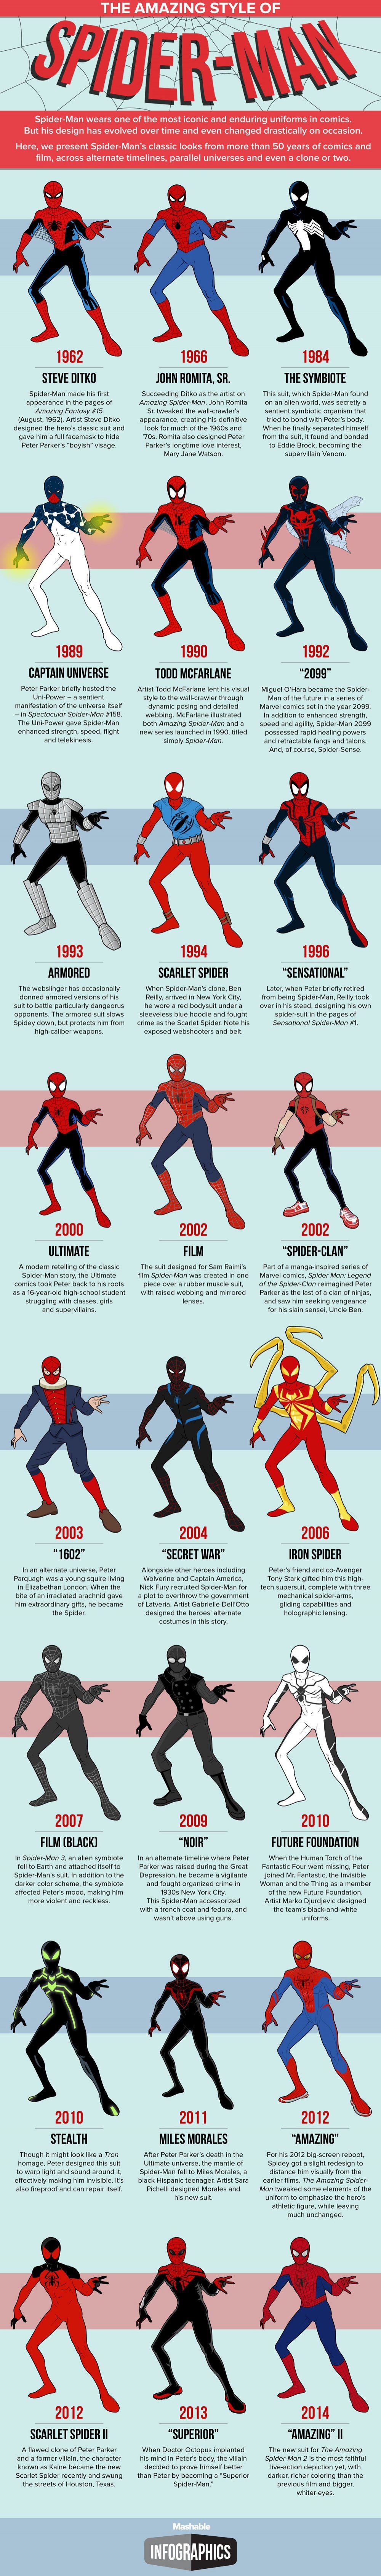 THE AMAZING STYLE OF
SPIDER-MAN
Spider-Man wears one of the most iconic and enduring uniforms in comics.
But his design has evolved over time and even changed drastically on occasion.
Here, we present Spider-Man's classic looks from more than 50 years of comics and
film, across alternate timelines, parallel universes and even a clone or two.
1962
STEVE DITKO
Spider-Man made his first
appearance in the pages of
Amazing Fantasy #15
(August, 1962). Artist Steve Ditko
designed the hero's classic suit and
gave him a full facemask to hide
Peter Parker's "boyish" visage.
1966
JOHN ROMITA, SR.
Succeeding Ditko as the artist on
Amazing Spider-Man, John Romita
Sr. tweaked the wall-crawler's
appearance, creating his definitive
look for much of the 1960s and
'70s. Romita also designed Peter
Parker's longtime love interest,
Mary Jane Watson.
1984
THE SYMBIOTE
This suit, which Spider-Man found
on an alien world, was secretly a
sentient symbiotic organism that
tried to bond with Peter's body.
When he finally separated himself
from the suit, it found and bonded
to Eddie Brock, becoming the
supervillain Venom.
1989
CAPTAIN UNIVERSE
Peter Parker briefly hosted the
Uni-Power – a sentient
manifestation of the universe itself
– in Spectacular Spider-Man #158.
The Uni-Power gave Spider-Man
enhanced strength, speed, flight
and telekinesis.
1990
TODD MCFARLANE
Artist Todd McFarlane lent his visual
style to the wall-crawler through
dynamic posing and detailed
webbing. McFarlane illustrated
both Amazing Spider-Man and a
new series launched in 1990, titled
simply Spider-Man.
1992
"2099"
Miguel O'Hara became the Spider-
Man of the future in a series of
Marvel comics set in the year 2099.
In addition to enhanced strength,
speed and agility, Spider-Man 2099
possessed rapid healing powers
and retractable fangs and talons.
And, of course, Spider-Sense.
1993
ARMORED
The webslinger has occasionally
donned armored versions of his
suit to battle particularly dangerous
opponents. The armored suit slows
Spidey down, but protects him from
high-caliber weapons.
1994
SCARLET SPIDER
When Spider-Man's clone, Ben
Reilly, arrived in New York City,
he wore a red bodysuit under a
sleeveless blue hoodie and fought
crime as the Scarlet Spider. Note his
exposed webshooters and belt.
1996
"SENSATIONAL"
Later, when Peter briefly retired
from being Spider-Man, Reilly took
over in his stead, designing his own
spider-suit in the pages of
Sensational Spider-Man #1.
2000
ULTIMATE
A modern retelling of the classic
Spider-Man story, the Ultimate
comics took Peter back to his roots
as a 16-year-old high-school student
struggling with classes, girls
and supervillains.
2002
FILM
The suit designed for Sam Raimi's
film Spider-Man was created in one
piece over a rubber muscle suit,
with raised webbing and mirrored
lenses.
2002
"SPIDER-CLAN"
Part of a manga-inspired series of
Marvel comics, Spider Man: Legend
of the Spider-Clan reimagined Peter
Parker as the last of a clan of ninjas,
and saw him seeking vengeance
for his slain sensei, Uncle Ben.
2003
"1602"
In an alternate universe, Peter
Parquagh was a young squire living
in Elizabethan London. When the
bite of an irradiated arachnid gave
him extraordinary gifts, he became
the Spider.
2004
"SECRET WAR"
Alongside other heroes including
Wolverine and Captain America,
Nick Fury recruited Spider-Man for
a plot to overthrow the government
of Latveria. Artist Gabrielle Dell'Otto
designed the heroes' alternate
costumes in this story.
2006
IRON SPIDER
Peter's friend and co-Avenger
Tony Stark gifted him this high-
tech supersuit, complete with three
mechanical spider-arms,
gliding capabilities and
holographic lensing.
2007
FILM (BLACK)
In Spider-Man 3, an alien symbiote
fell to Earth and attached itself to
Spider-Man's suit. In addition to the
darker color scheme, the symbiote
affected Peter's mood, making him
more violent and reckless.
2009
"NOIR"
In an alternate timeline where Peter
Parker was raised during the Great
Depression, he became a vigilante
and fought organized crime in
1930s New York City.
This Spider-Man accessorized
with a trench coat and fedora, and
wasn't above using guns.
2010
FUTURE FOUNDATION
When the Human Torch of the
Fantastic Four went missing, Peter
joined Mr. Fantastic, the Invisible
Woman and the Thing as a member
of the new Future Foundation.
Artist Marko Djurdjevic designed
the team's black-and-white
uniforms.
2010
STEALTH
Though it might look like a Tron
homage, Peter designed this suit
to warp light and sound around it,
effectively making him invisible. It's
also fireproof and can repair itself.
2011
MILES MORALES
After Peter Parker's death in the
Ultimate universe, the mantle of
Spider-Man fell to Miles Morales, a
black Hispanic teenager. Artist Sara
Pichelli designed Morales and
his new suit.
2012
"AMAZING"
For his 2012 big-screen reboot,
Spidey got a slight redesign to
distance him visually from the
earlier films. The Amazing Spider-
Man tweaked some elements of the
uniform to emphasize the hero's
athletic figure, while leaving
much unchanged.
2012
SCARLET SPIDER II
A flawed clone of Peter Parker
and a former villain, the character
known as Kaine became the new
Scarlet Spider recently and swung
the streets of Houston, Texas.
2013
"SUPERIOR"
When Doctor Octopus implanted
his mind in Peter's body, the villain
decided to prove himself better
than Peter by becoming a "Superior
Spider-Man."
2014
"AMAZING" II
The new suit for The Amazing
Spider-Man 2 is the most faithful
live-action depiction yet, with
darker, richer coloring than the
previous film and bigger,
whiter eyes.
Mashable
INFOGRAPHICS